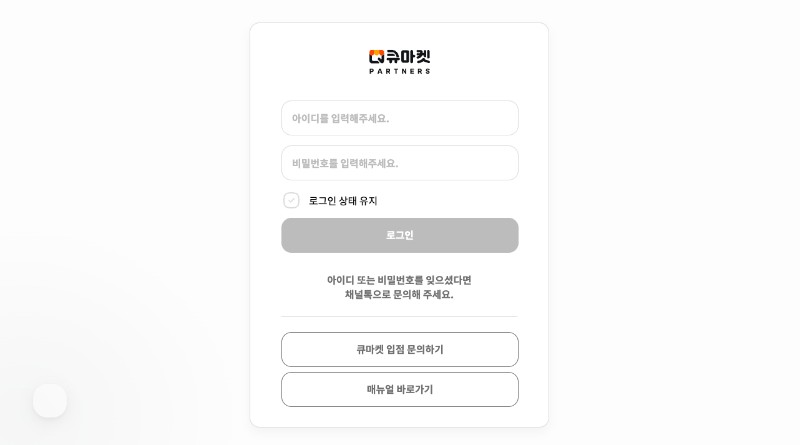 큐마켓
PARTNERS
아이디를 입력해주세요.
비밀번호를 입력해주세요.
로그인 상태 유지
로그인
아이디 또는 비밀번호를 잊으셨다면
채널톡으로 문의해 주세요.
큐마켓 입점 문의하기
매뉴얼 바로가기